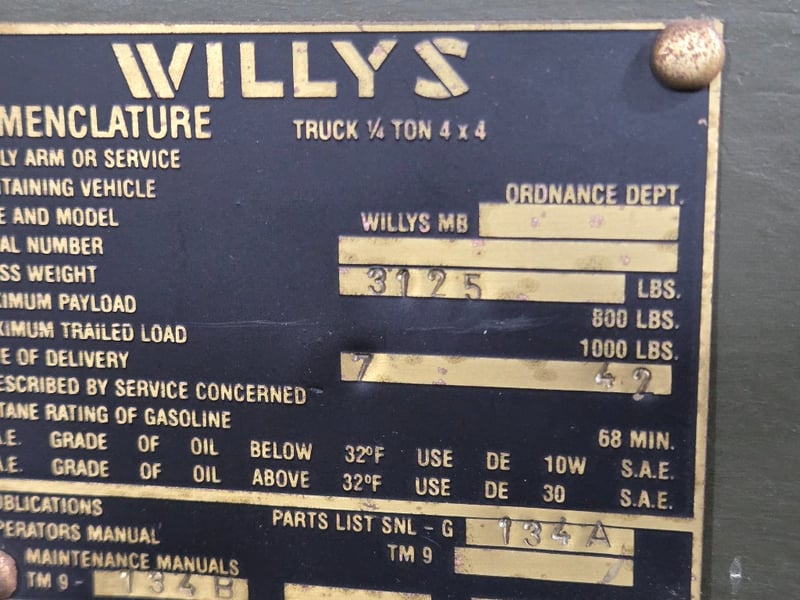 WILLYS
MENCLATURE TRUCK ¼ TON 4 x 4
LY ARM OR SERVICE
TAINING VEHICLE ORDNANCE DEPT.
E AND MODEL WILLYS MB
AL NUMBER
SS WEIGHT 3125 LBS.
XIMUM PAYLOAD 800 LBS.
XIMUM TRAILED LOAD 1000 LBS.
E OF DELIVERY 7 42
ESCRIBED BY SERVICE CONCERNED
TANE RATING OF GASOLINE 68 MIN.
A.E. GRADE OF OIL BELOW 32ºF USE DE 10W S.A.E.
A.E. GRADE OF OIL ABOVE 32ºF USE DE 30 S.A.E.
UBLICATIONS
PERATORS MANUAL PARTS LIST SNL - G 134A
MAINTENANCE MANUALS TM 9
TM 9 - 134B